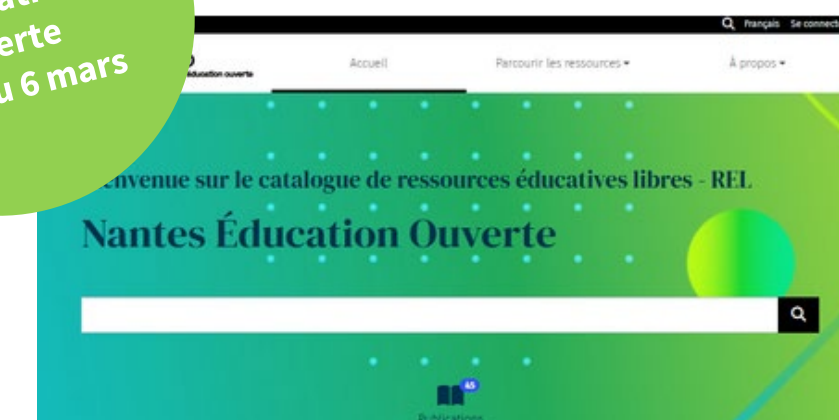 erte
u 6 mars
Français Se connect
éducation ouverte
Accueil
Parcourir les ressources
À propos
envenue sur le catalogue de ressources éducatives libres - REL
Nantes Éducation Ouverte
45
Publications